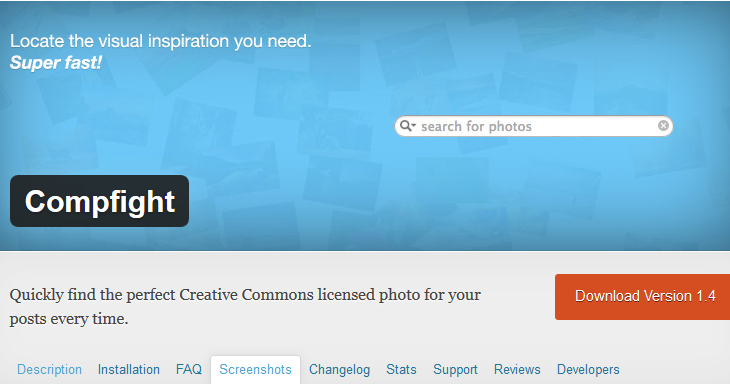 Locate the visual inspiration you need.
Super fast!
search for photos
Compfight
Quickly find the perfect Creative Commons licensed photo for your
posts every time.
Download Version 1.4
Description Installation FAQ Screenshots Changelog Stats Support Reviews Developers